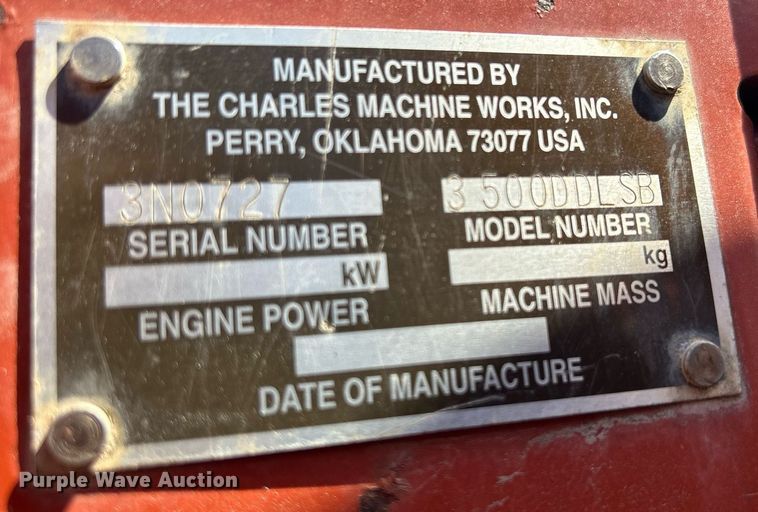 MANUFACTURED BY
THE CHARLES MACHINE WORKS, INC.
PERRY, OKLAHOMA 73077 USA
3N0727 3500DDLSB
SERIAL NUMBER MODEL NUMBER
kW kg
ENGINE POWER MACHINE MASS
DATE OF MANUFACTURE
Purple Wave Auction